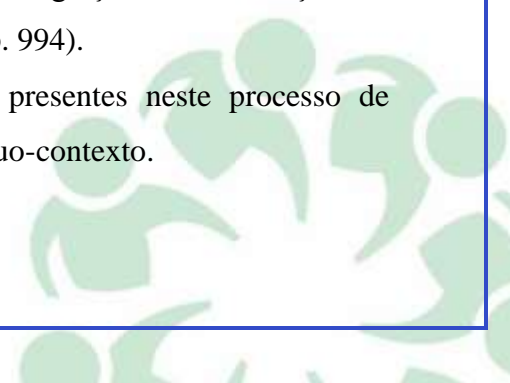 . 994).
presentes neste processo de
uo-contexto.